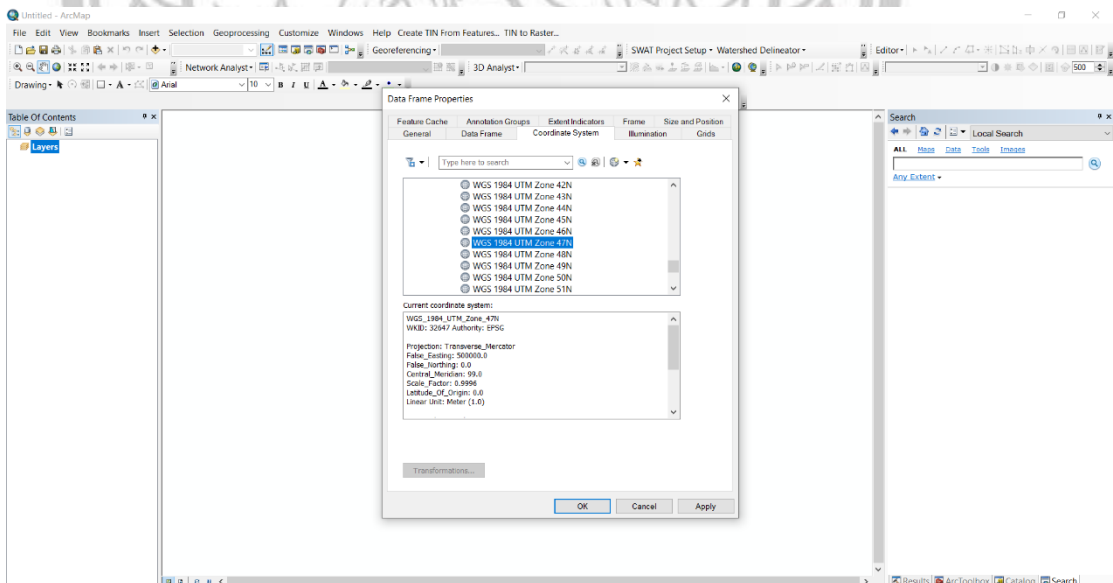 Untitled - ArcMap
File Edit View Bookmarks Insert Selection Geoprocessing Customize Windows Help Create TIN From Features... TIN to Raster...
Georeferencing SWAT Project Setup Watershed Delineator Editor
Network Analyst 3D Analyst 500
Drawing Arial 10 B I U A
Table Of Contents
Layers
Data Frame Properties
Feature Cache Annotation Groups Extent Indicators Frame Size and Position
General Data Frame Coordinate System Illumination Grids
Type here to search
WGS 1984 UTM Zone 42N
WGS 1984 UTM Zone 43N
WGS 1984 UTM Zone 44N
WGS 1984 UTM Zone 45N
WGS 1984 UTM Zone 46N
WGS 1984 UTM Zone 47N
WGS 1984 UTM Zone 48N
WGS 1984 UTM Zone 49N
WGS 1984 UTM Zone 50N
WGS 1984 UTM Zone 51N
Current coordinate system:
WGS_1984_UTM_Zone_47N
WKID: 32647 Authority: EPSG
Projection: Transverse_Mercator
False_Easting: 500000.0
False_Northing: 0.0
Central_Meridian: 99.0
Scale_Factor: 0.9996
Latitude_Of_Origin: 0.0
Linear Unit: Meter (1.0)
Transformations...
OK Cancel Apply
Search
Local Search
ALL Maps Data Tools Images
Any Extent
Results ArcToolbox Catalog Search